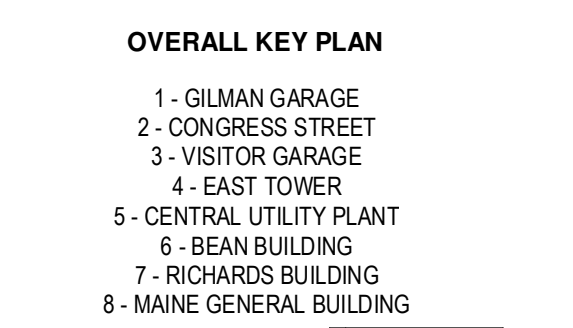 OVERALL KEY PLAN
1 - GILMAN GARAGE
2 - CONGRESS STREET
3 - VISITOR GARAGE
4 - EAST TOWER
5 - CENTRAL UTILITY PLANT
6 - BEAN BUILDING
7 - RICHARDS BUILDING
8 - MAINE GENERAL BUILDING